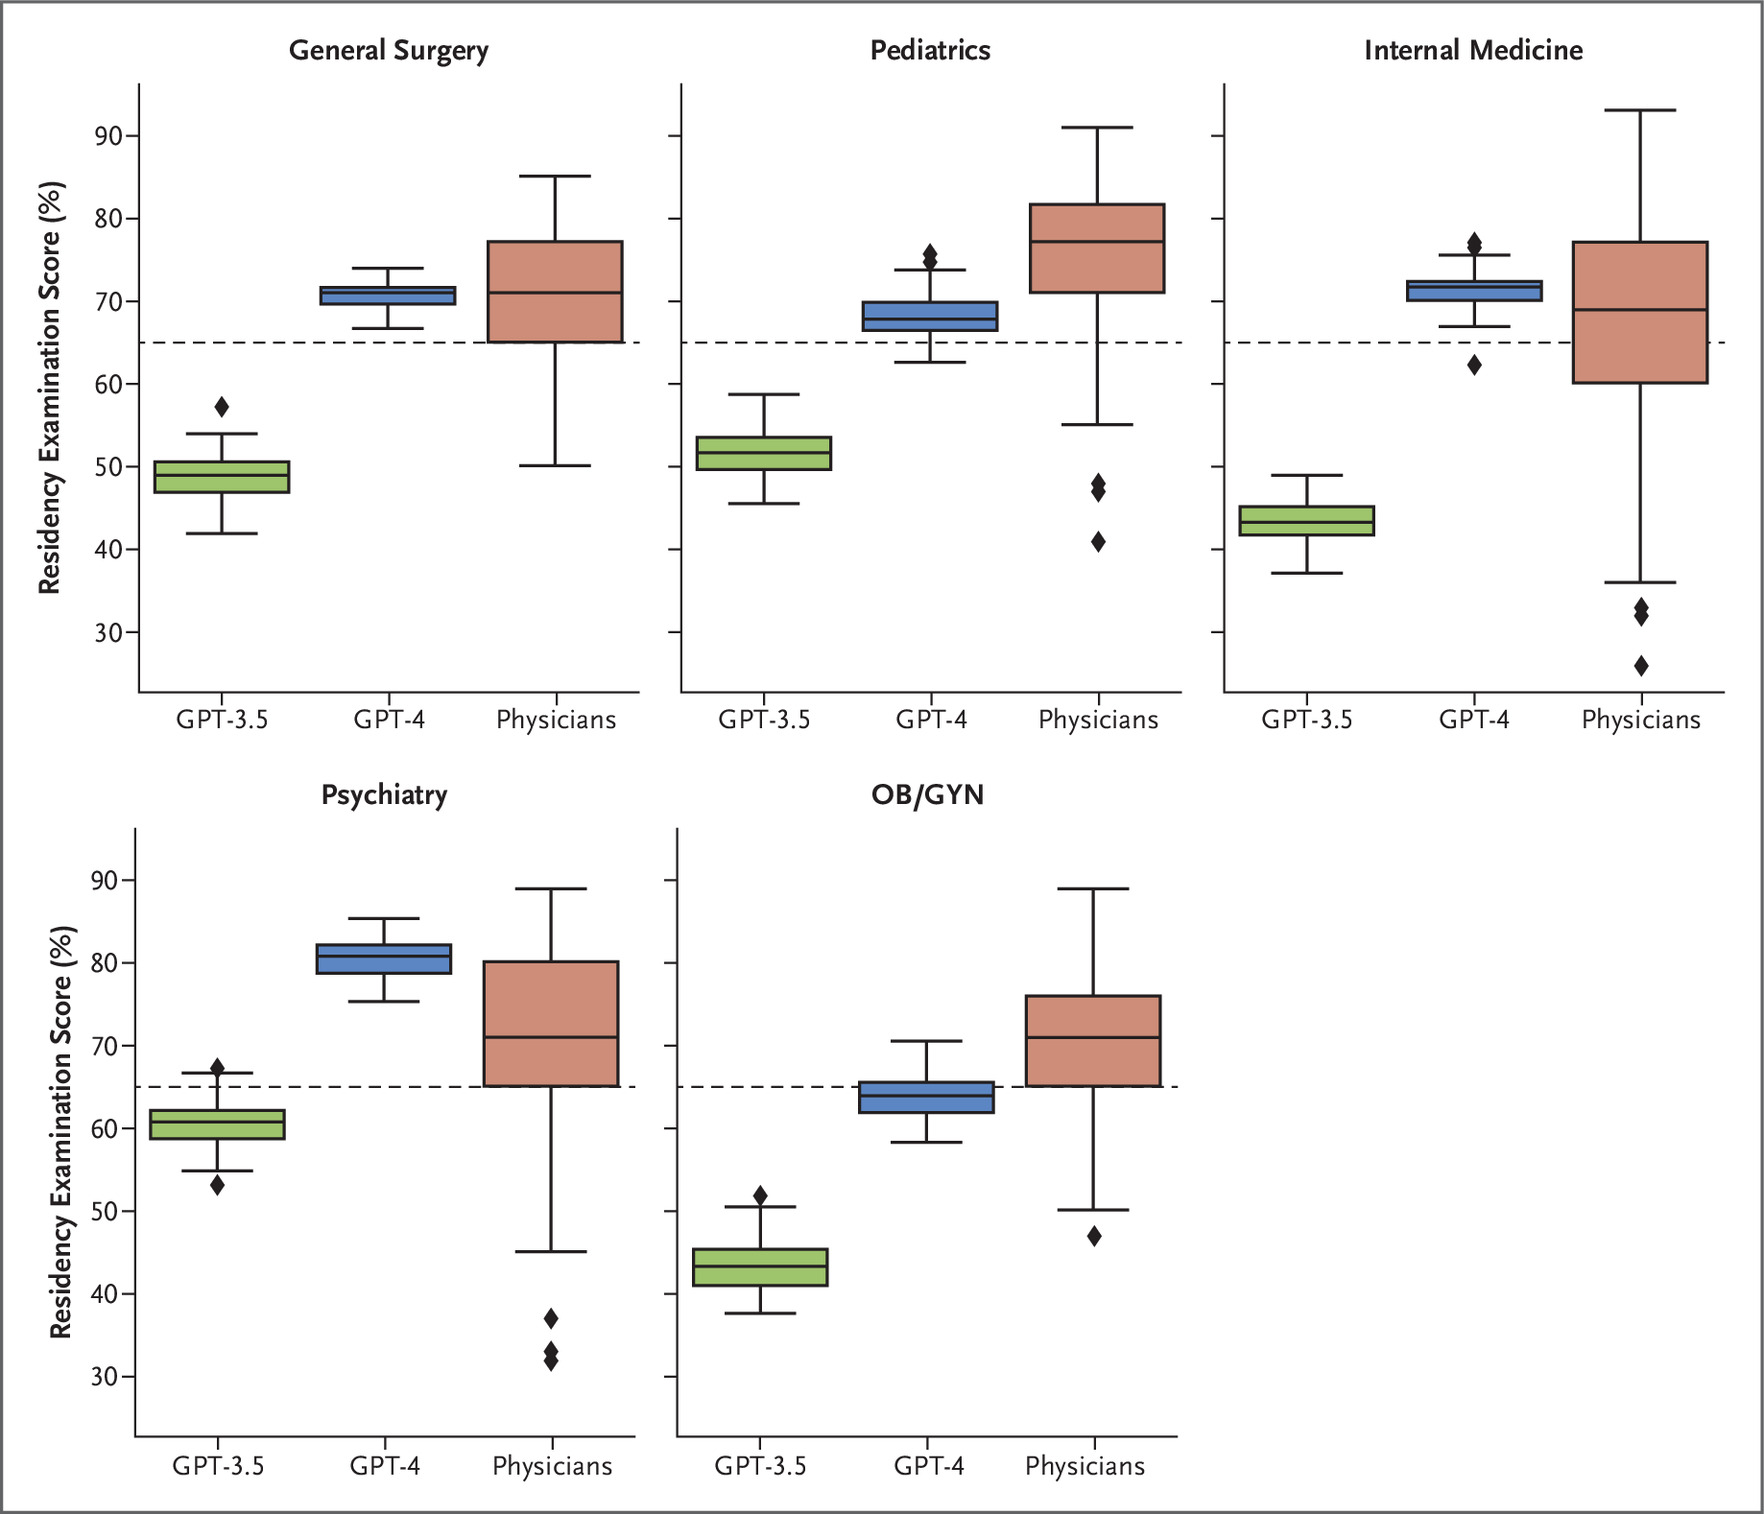 General Surgery
Pediatrics
Internal Medicine
Residency Examination Score (%)
90
80
70
60
50
40
30
GPT-3.5
GPT-4
Physicians
GPT-3.5
GPT-4
Physicians
GPT-3.5
GPT-4
Physicians
Psychiatry
OB/GYN
Residency Examination Score (%)
90
80
70
60
50
40
30
GPT-3.5
GPT-4
Physicians
GPT-3.5
GPT-4
Physicians